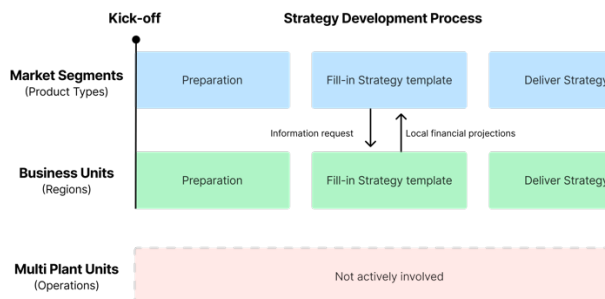 Kick-off
Strategy Development Process
Market Segments
(Product Types)
Preparation
Fill-in Strategy template
Deliver Strategy
Information request
Local financial projections
Business Units
(Regions)
Preparation
Fill-in Strategy template
Deliver Strategy
Multi Plant Units
(Operations)
Not actively involved